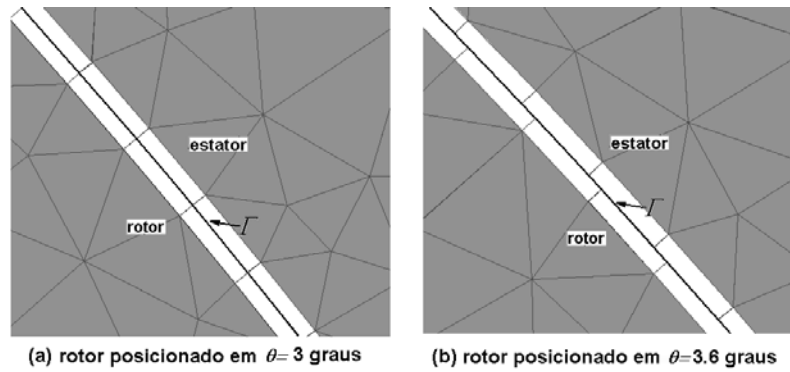 estator
Γ
rotor
estator
Γ
rotor
(a) rotor posicionado em θ= 3 graus
(b) rotor posicionado em θ=3.6 graus